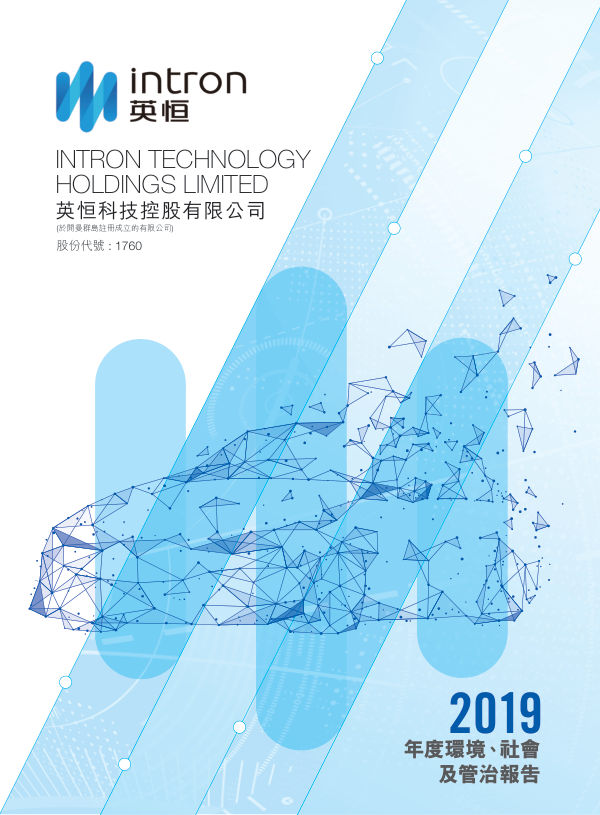 intron
英恒
INTRON TECHNOLOGY
HOLDINGS LIMITED
英恒科技控股有限公司
(於開曼群島註冊成立的有限公司)
股份代號 : 1760
2019
年度環境、社會
及管治報告